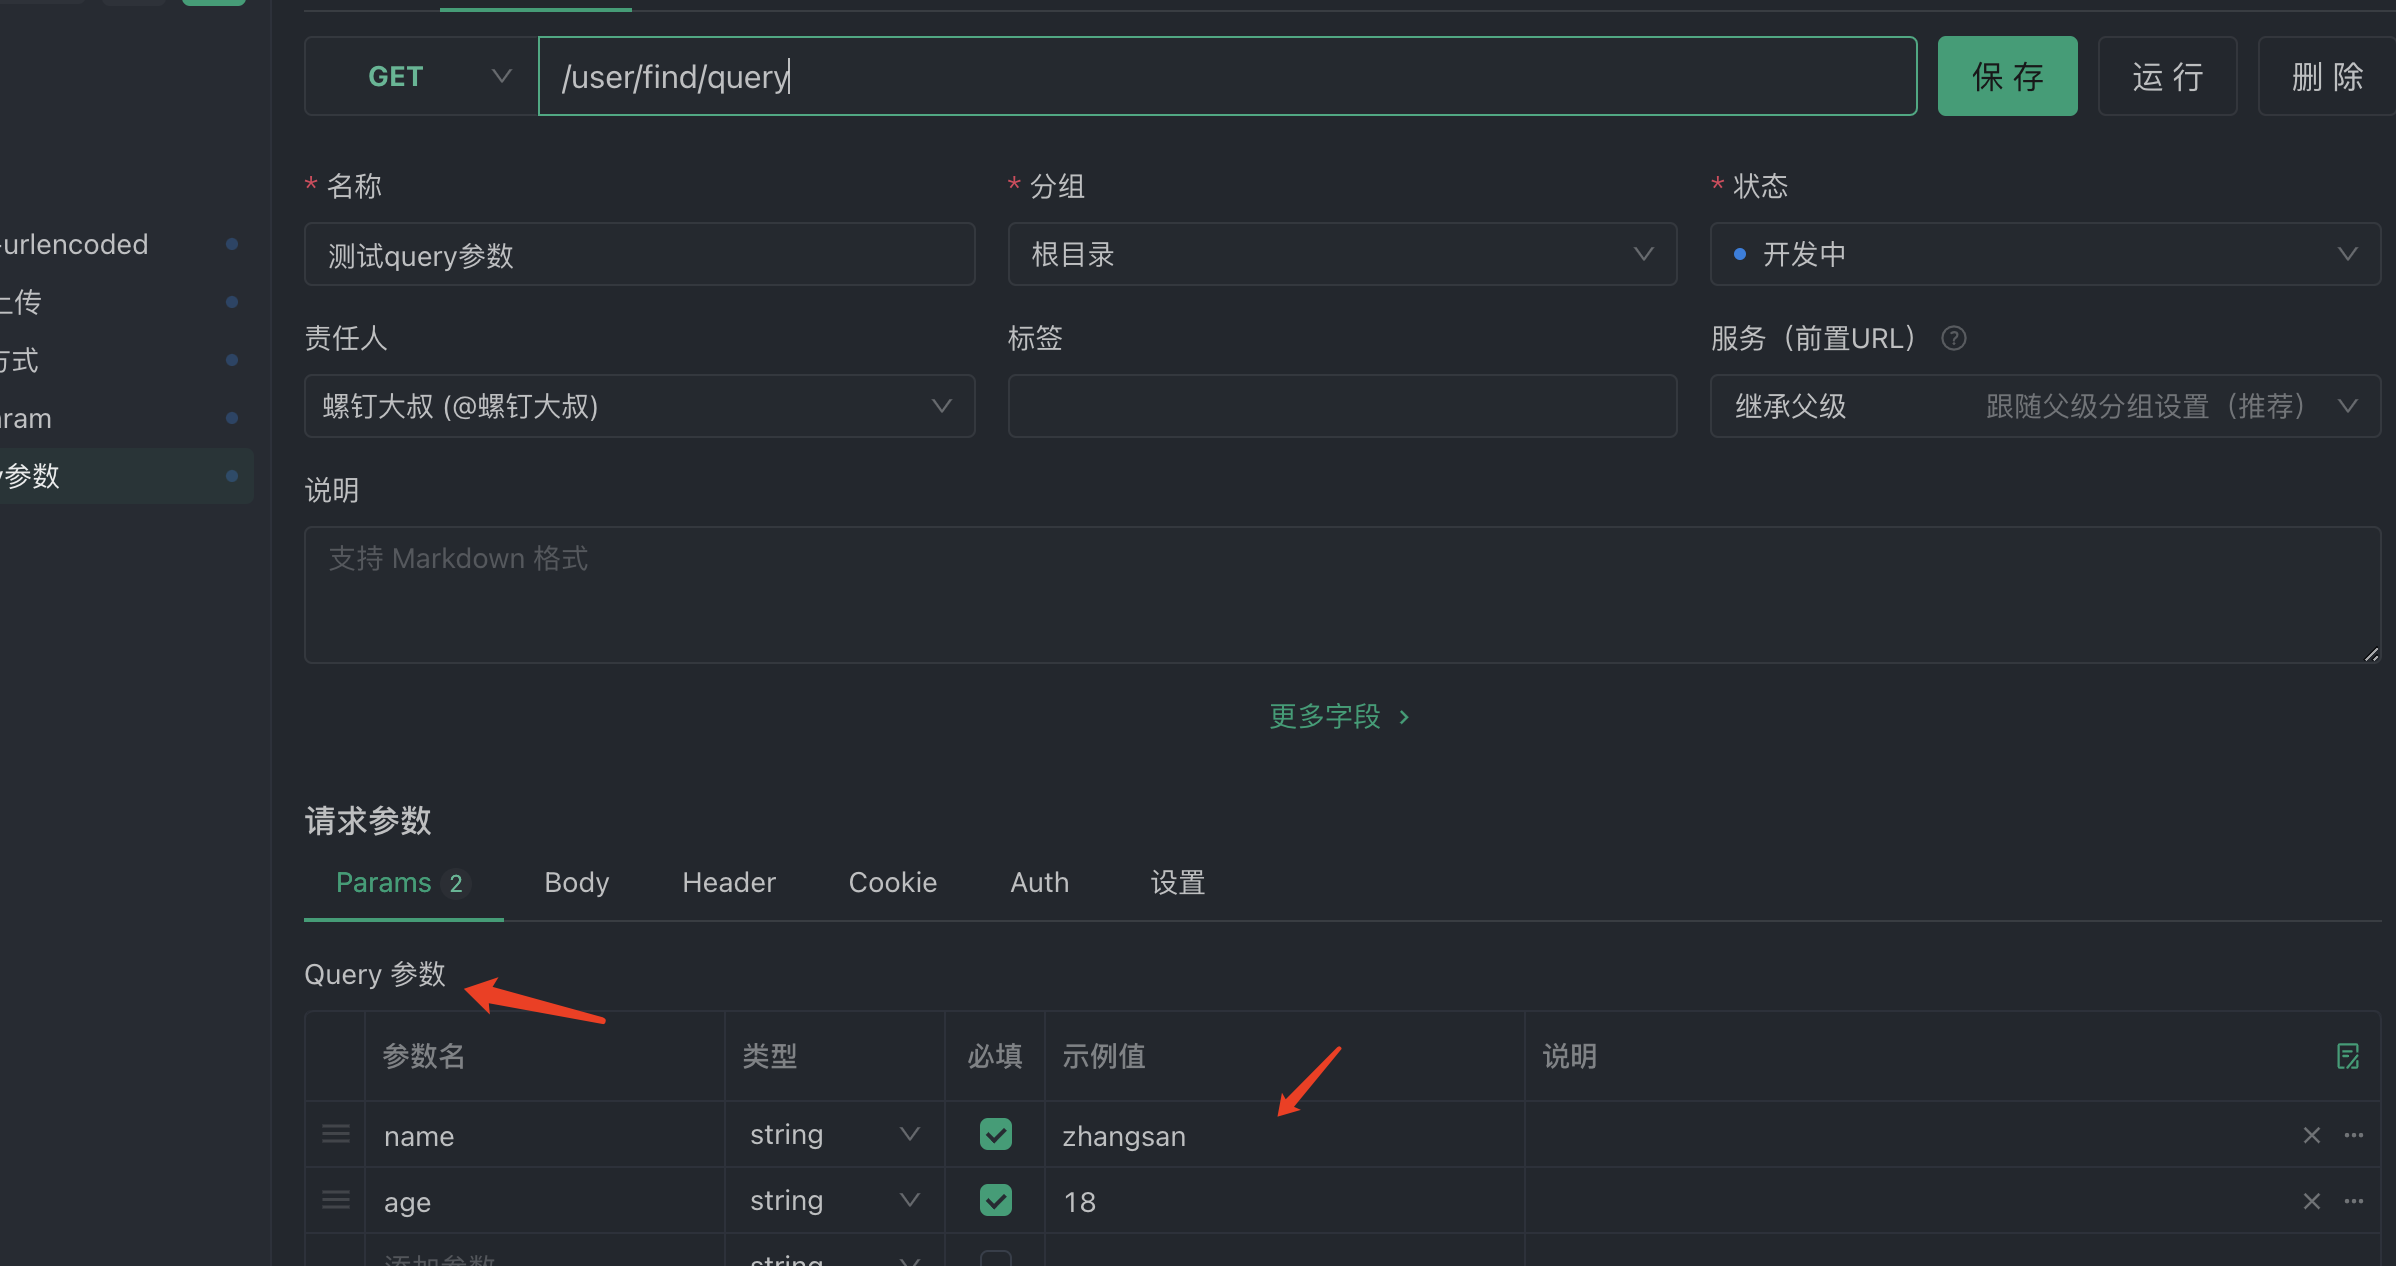 GET
/user/find/query
保 存
运 行
删 除
* 名称
* 分组
* 状态
-urlencoded
测试query参数
根目录
开发中
上传
责任人
标签
服务（前置URL）
?
方式
螺钉大叔 (@螺钉大叔)
继承父级
跟随父级分组设置（推荐）
ram
参数
说明
支持 Markdown 格式
更多字段 >
请求参数
Params 2
Body
Header
Cookie
Auth
设置
Query 参数
参数名
类型
必填
示例值
说明
name
string
zhangsan
age
string
18
添加参数
string